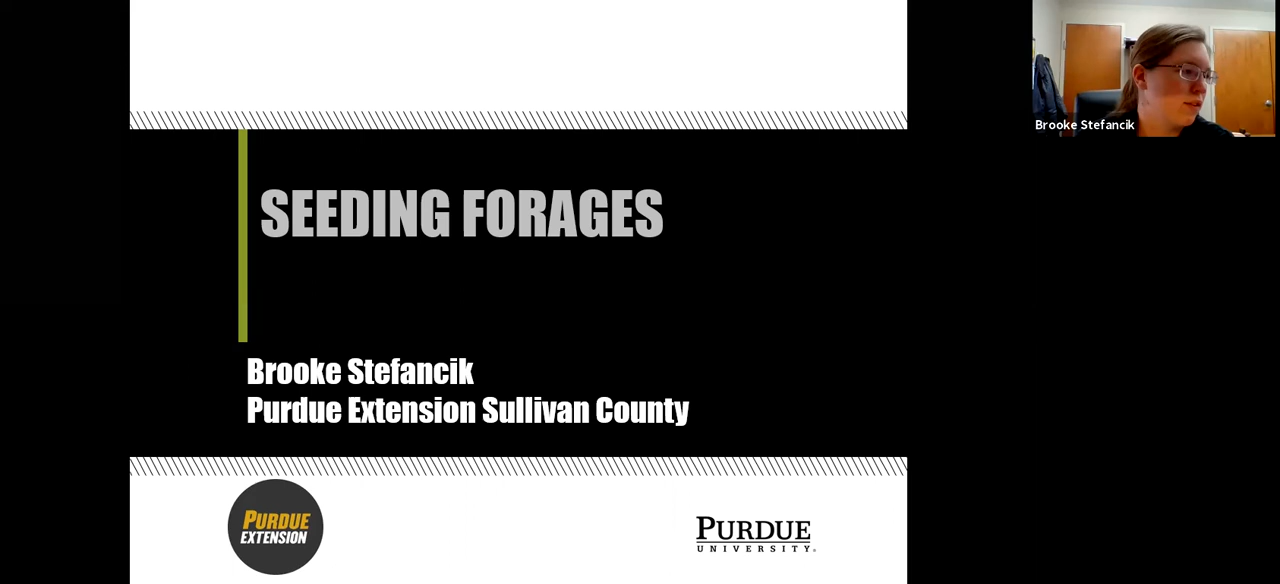 SEEDING FORAGES
Brooke Stefancik
Purdue Extension Sullivan County
PURDUE
EXTENSION
PURDUE
UNIVERSITY.
Brooke Stefancik